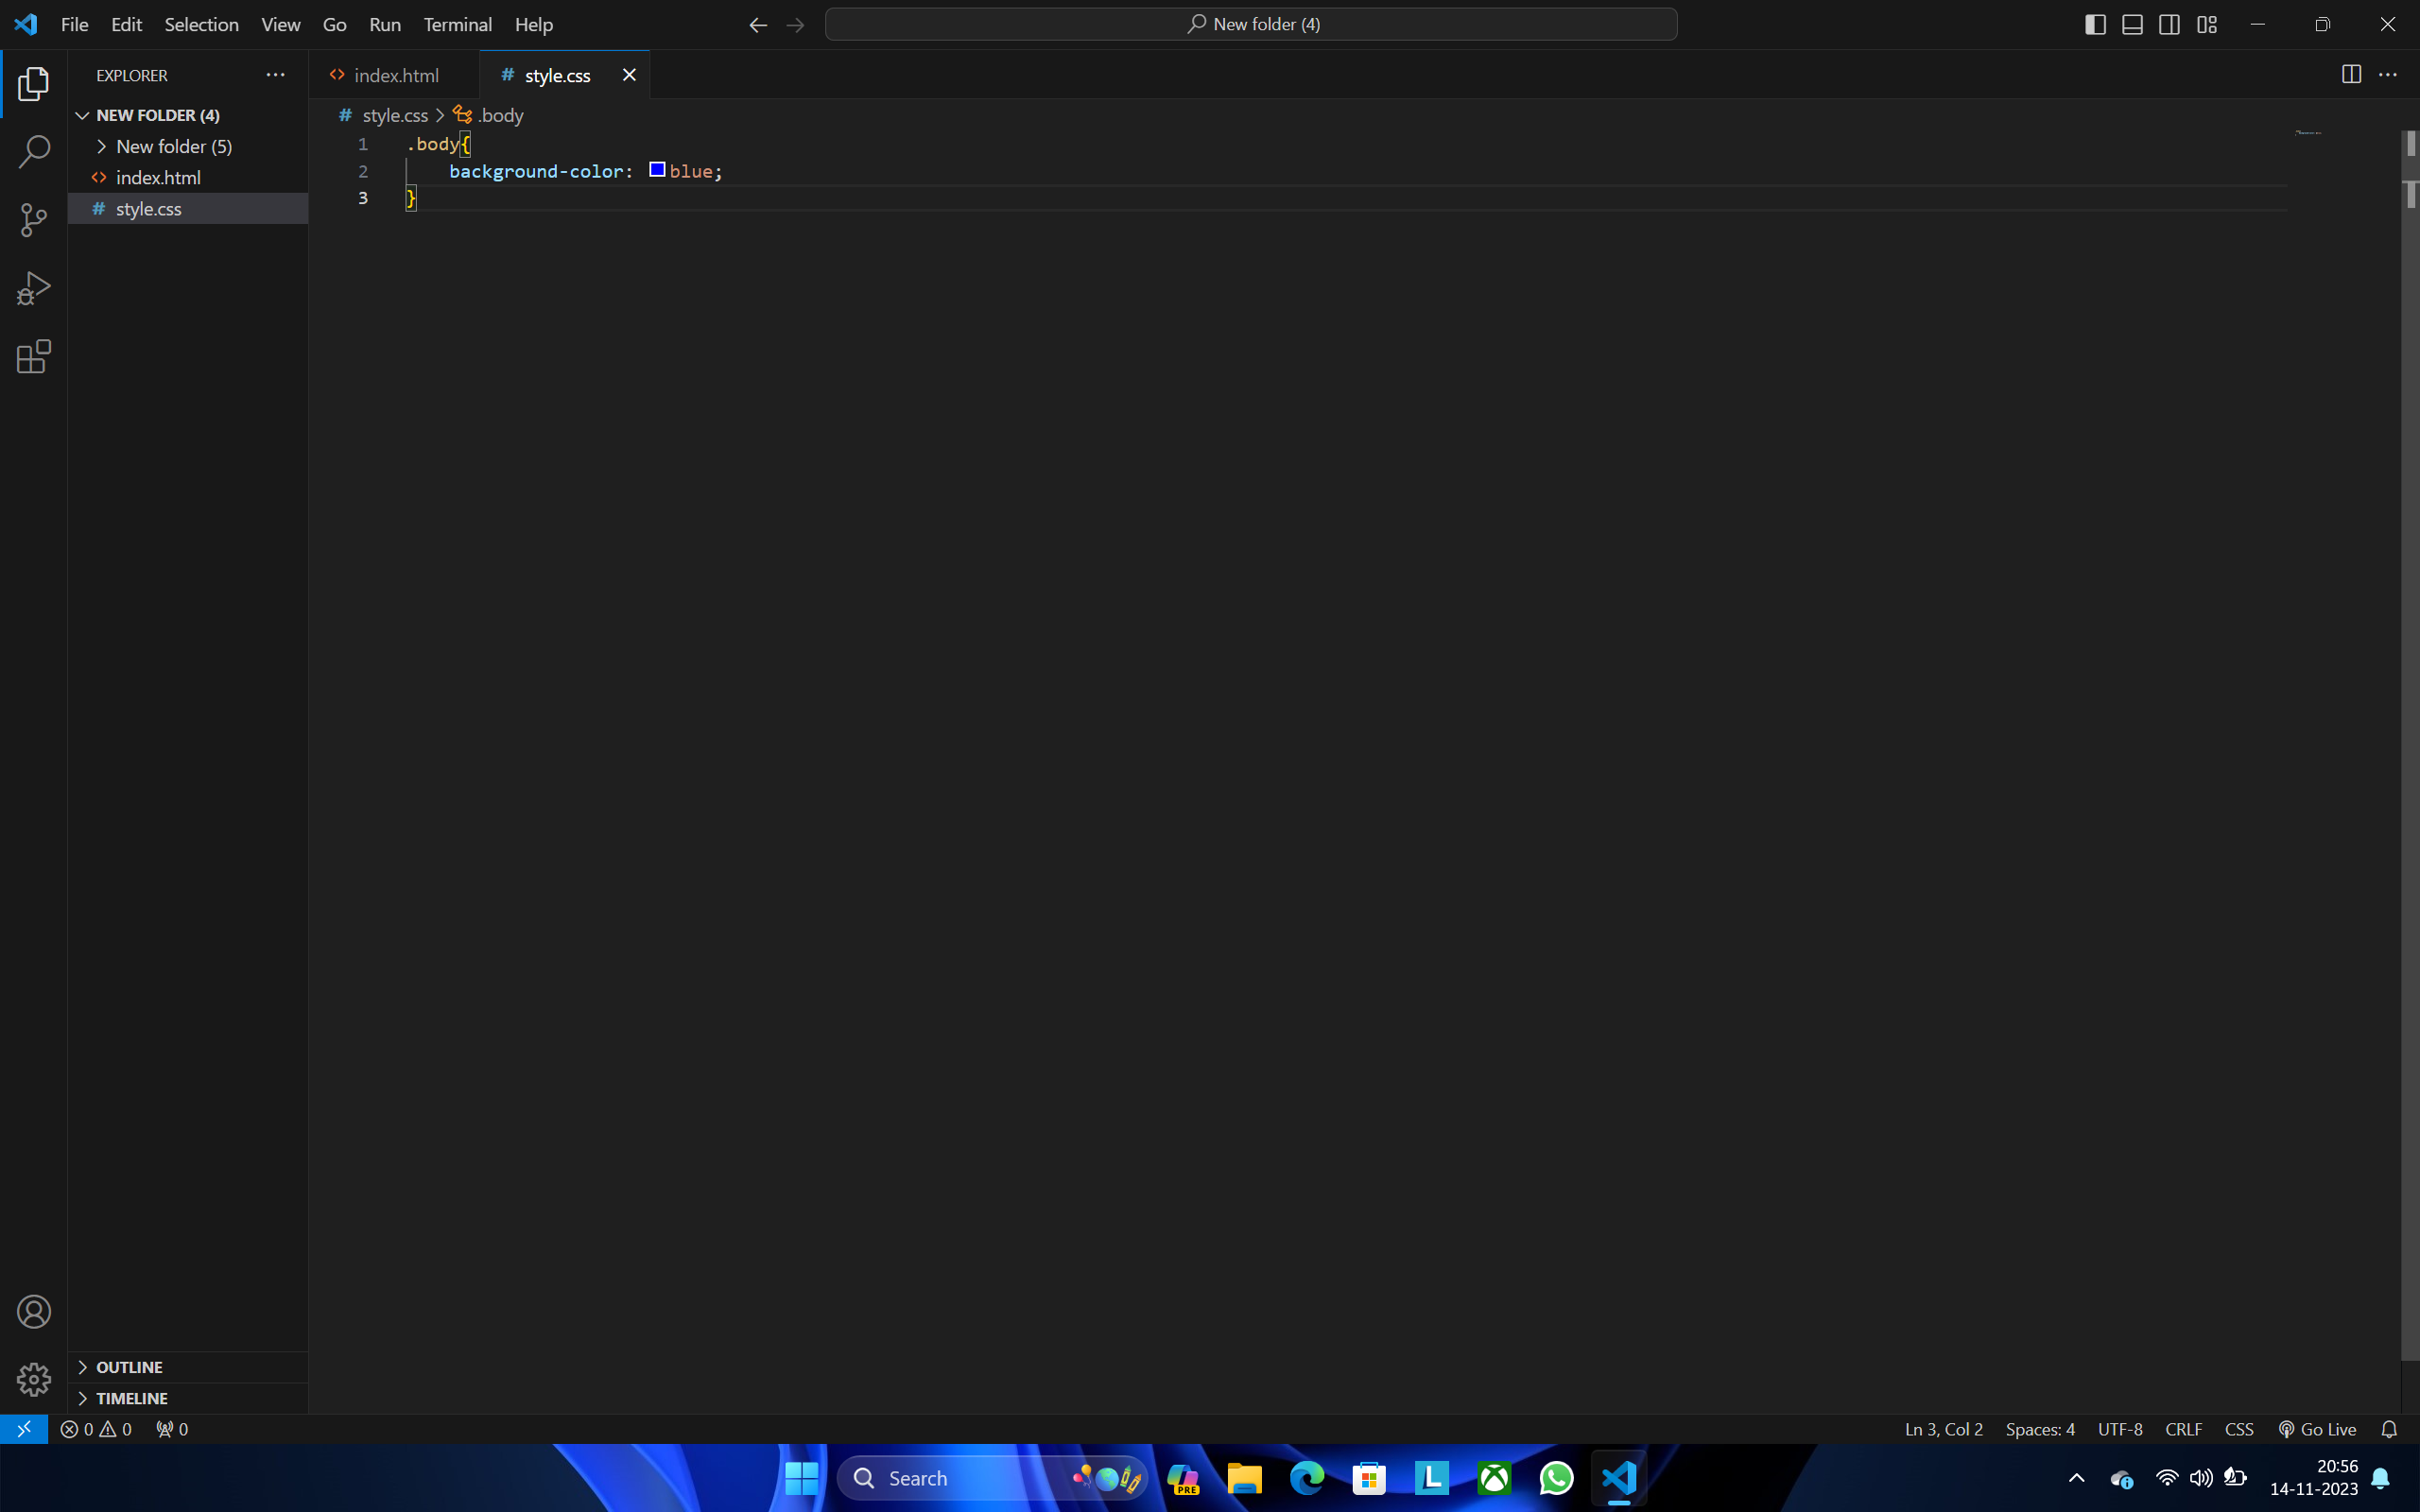 File Edit Selection View Go Run Terminal Help
New folder (4)
EXPLORER
index.html
style.css
NEW FOLDER (4)
New folder (5)
index.html
style.css
style.css > .body
1 .body{
2 background-color: blue;
3 }
OUTLINE
TIMELINE
0 0 0
Ln 3, Col 2 Spaces: 4 UTF-8 CRLF CSS Go Live
Search
PRE
L
20:56
14-11-2023